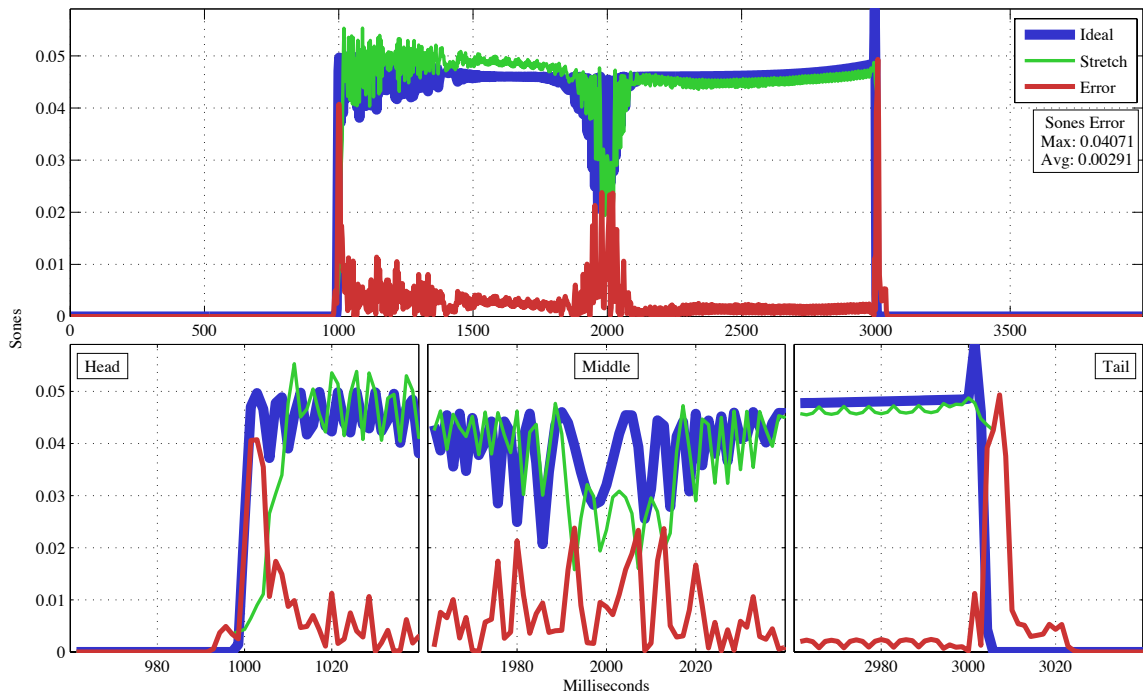 0.05
0.04
0.03
0.02
0.01
0
0
500
1000
1500
2000
2500
3000
3500
Ideal
Stretch
Error
Sones Error
Max: 0.04071
Avg: 0.00291
Sones
Head
0.05
0.04
0.03
0.02
0.01
0
980
1000
1020
Middle
1980
2000
2020
Tail
2980
3000
3020
Milliseconds